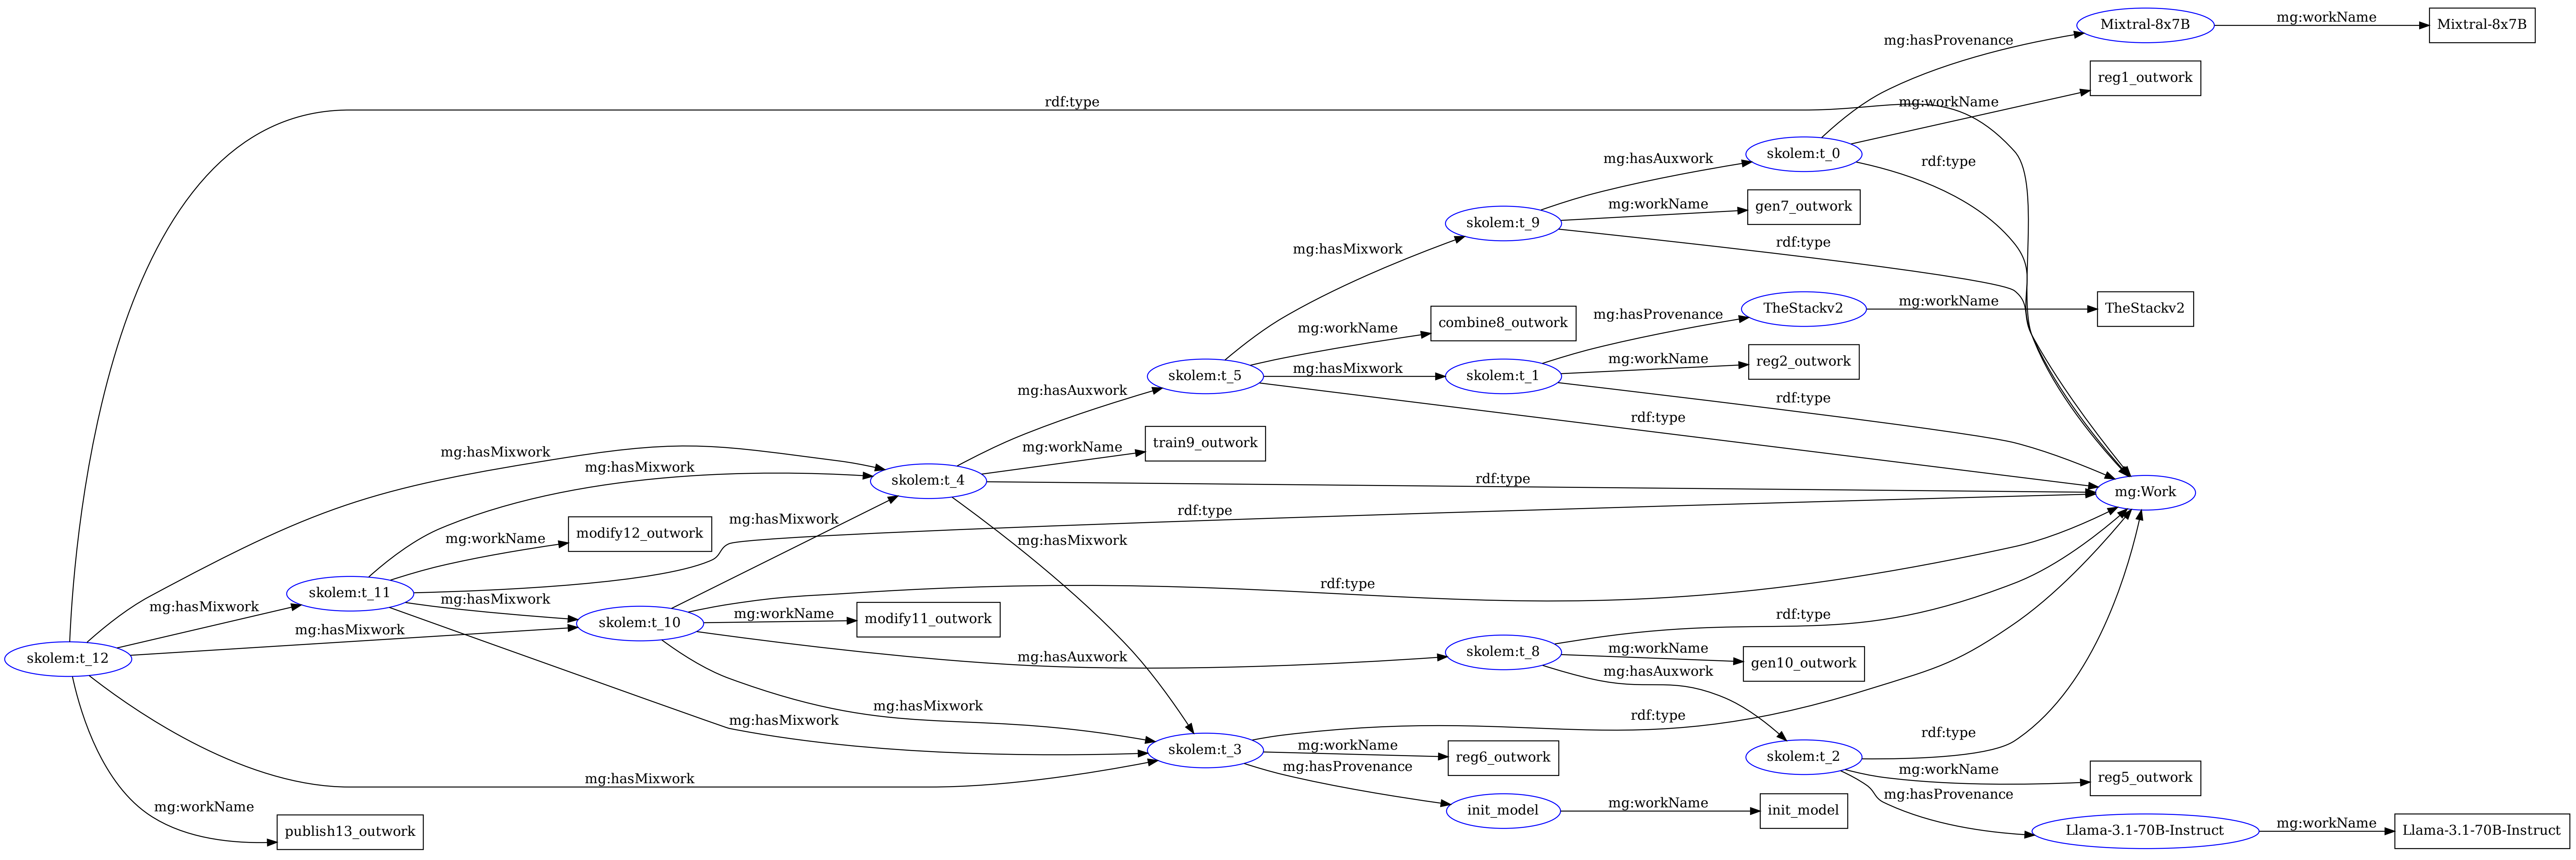 Mixtral-8x7B
mg:workName
Mixtral-8x7B
mg:hasProvenance
reg1_outwork
rdf:type
mg:workName
skolem:t_0
rdf:type
mg:hasAuxwork
gen7_outwork
mg:workName
skolem:t_9
rdf:type
mg:hasMixwork
TheStackv2
mg:workName
TheStackv2
mg:hasProvenance
combine8_outwork
mg:workName
reg2_outwork
mg:workName
skolem:t_5
mg:hasMixwork
skolem:t_1
rdf:type
mg:hasAuxwork
rdf:type
train9_outwork
mg:workName
mg:hasMixwork
mg:hasMixwork
skolem:t_4
rdf:type
mg:Work
rdf:type
mg:hasMixwork
modify12_outwork
mg:workName
mg:hasMixwork
rdf:type
skolem:t_11
mg:hasMixwork
mg:hasMixwork
skolem:t_10
mg:workName
modify11_outwork
rdf:type
mg:hasMixwork
mg:hasAuxwork
skolem:t_8
mg:workName
gen10_outwork
mg:hasAuxwork
skolem:t_12
mg:hasMixwork
mg:hasMixwork
rdf:type
rdf:type
skolem:t_3
mg:workName
reg6_outwork
skolem:t_2
mg:workName
reg5_outwork
mg:hasMixwork
mg:hasProvenance
mg:hasProvenance
mg:workName
init_model
mg:workName
init_model
publish13_outwork
Llama-3.1-70B-Instruct
mg:workName
Llama-3.1-70B-Instruct